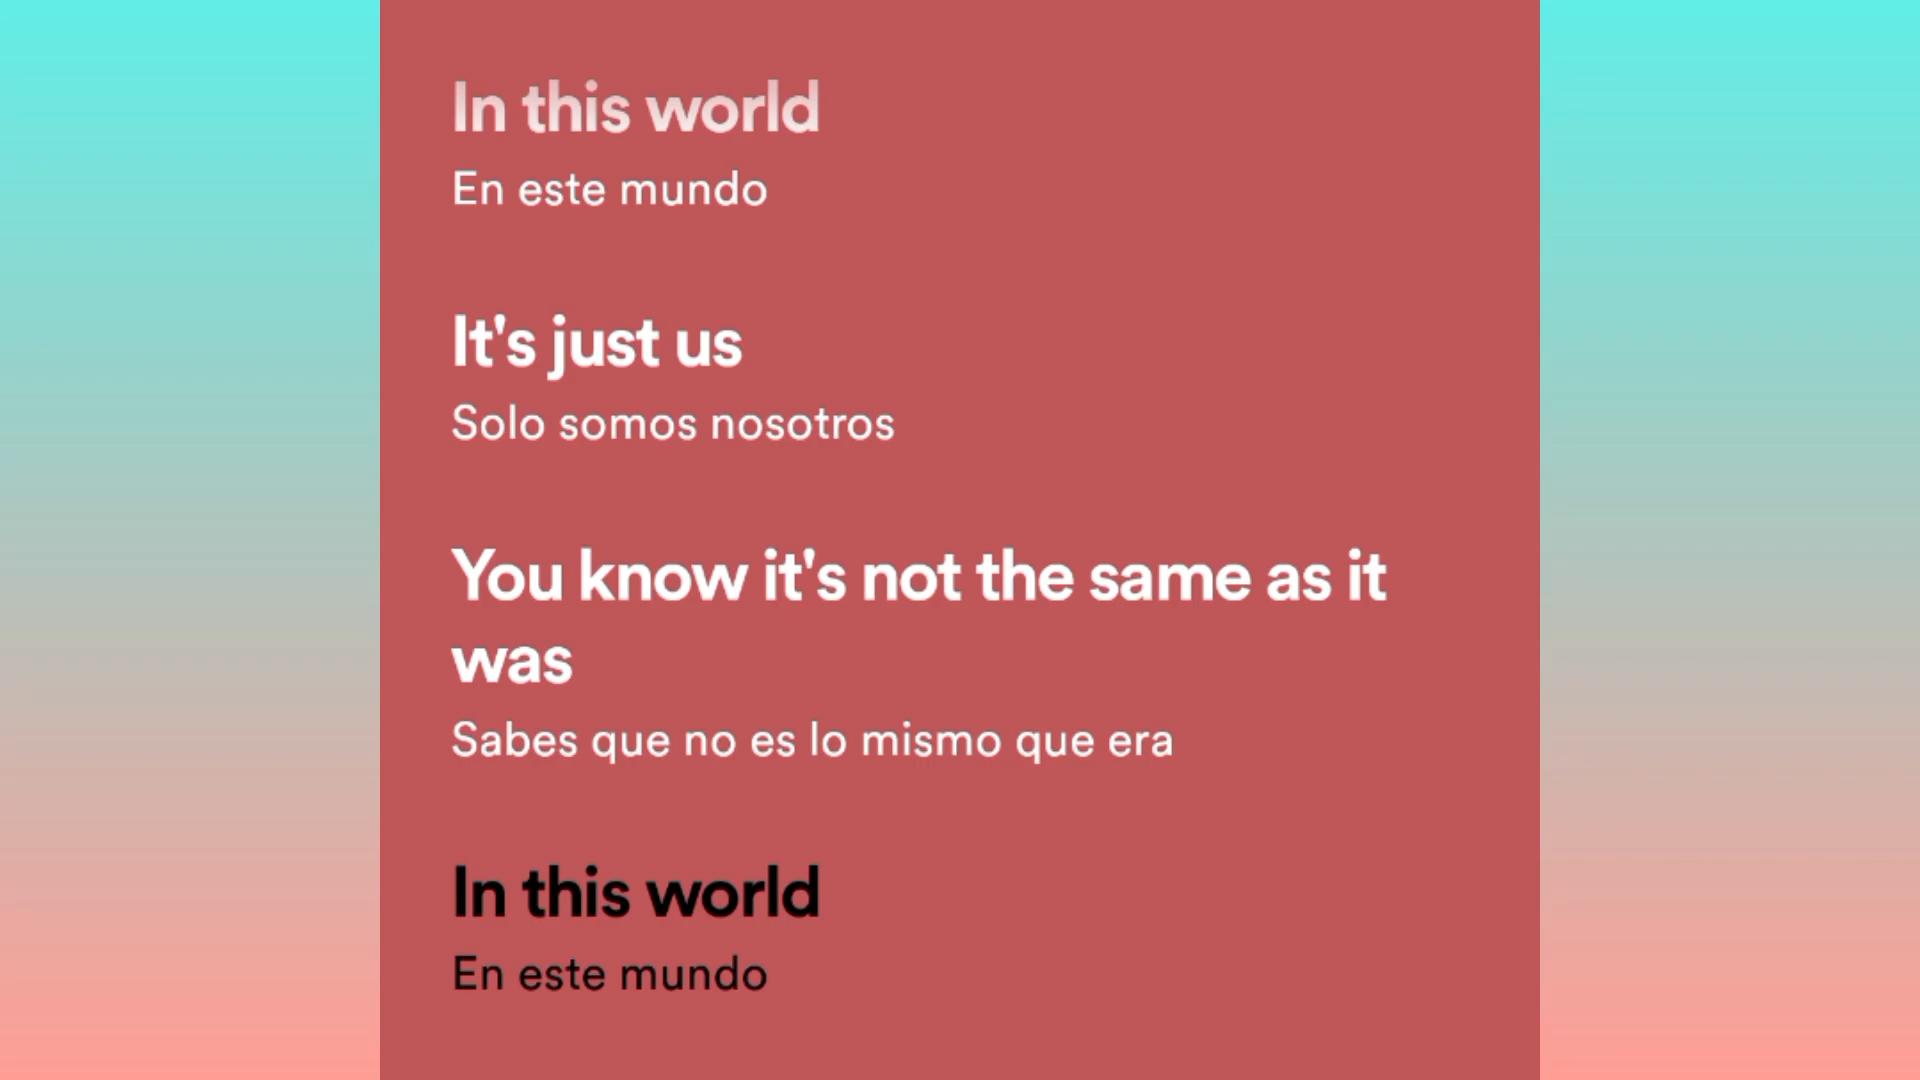 In this world
En este mundo
It's just us
Solo somos nosotros
You know it's not the same as it
was
Sabes que no es lo mismo que era
In this world
En este mundo